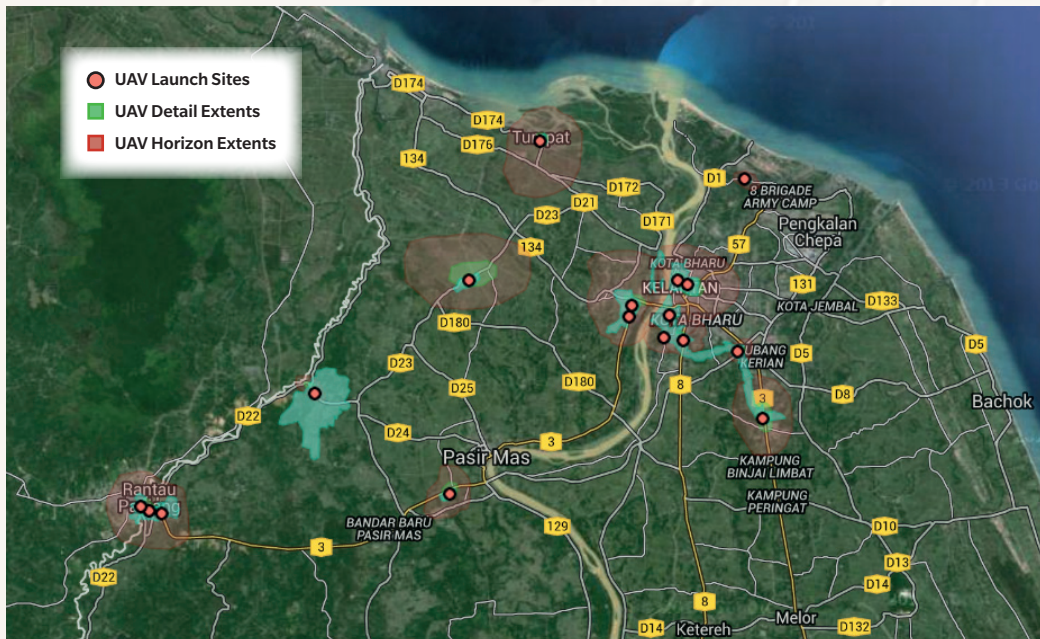 UAV Launch Sites
UAV Detail Extents
UAV Horizon Extents
D174
D174
Tumpat
D176
134
D172
D1
8 BRIGADE
ARMY CAMP
D21
D23
D171
Pengkalan
Chepa
57
134
KOTA BHARU
131
KOTA JEMBAL
D133
D180
KOTA BHARU
D5
UBANG
KERIAN
D5
D23
D25
D180
8
D8
3
Bachok
D22
D24
3
Pasir Mas
KAMPUNG
BINJAI LIMBAT
Rantau
KAMPUNG
PERINGAT
BANDAR BARU
PASIR MAS
129
D10
3
D13
D22
D14
8
Melor
D14
Ketereh
D132